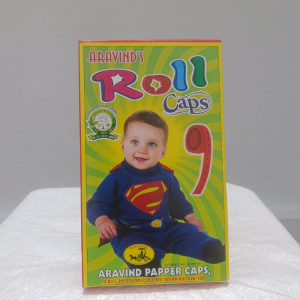 ARAVIND'S
Roll
Caps
ARAVIND PAPPER CAPS,